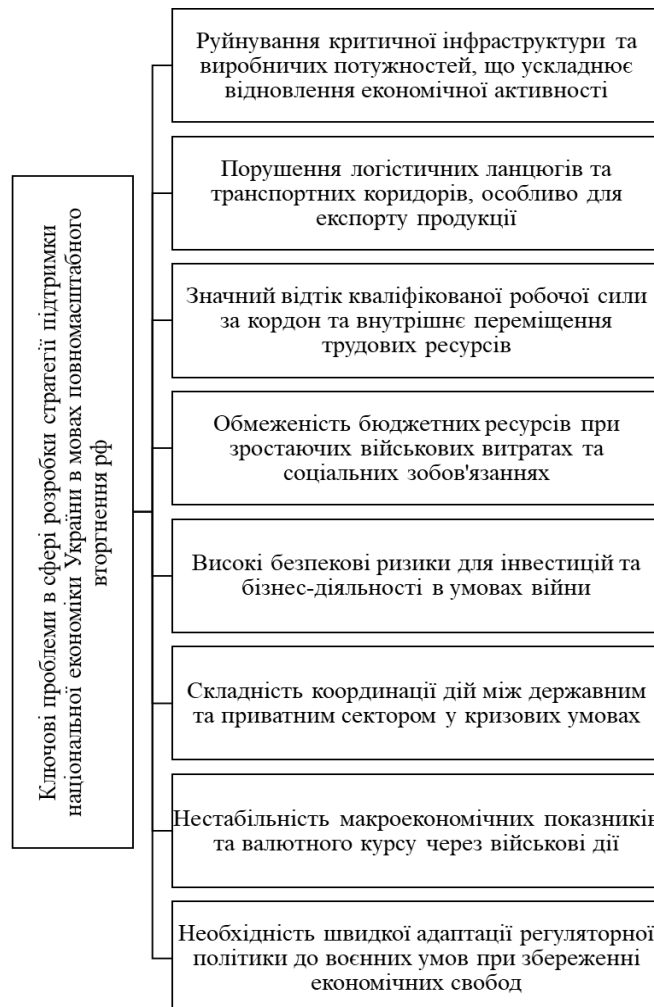 Ключові проблеми в сфері розробки стратегії підтримки
національної економіки України в мовах повномасштабного
вторгнення рф
Руйнування критичної інфраструктури та
виробничих потужностей, що ускладнює
відновлення економічної активності
Порушення логістичних ланцюгів та
транспортних коридорів, особливо для
експорту продукції
Значний відтік кваліфікованої робочої сили
за кордон та внутрішнє переміщення
трудових ресурсів
Обмеженість бюджетних ресурсів при
зростаючих військових витратах та
соціальних зобов'язаннях
Високі безпекові ризики для інвестицій та
бізнес-діяльності в умовах війни
Складність координації дій між державним
та приватним сектором у кризових умовах
Нестабільність макроекономічних показників
та валютного курсу через військові дії
Необхідність швидкої адаптації регуляторної
політики до воєнних умов при збереженні
економічних свобод